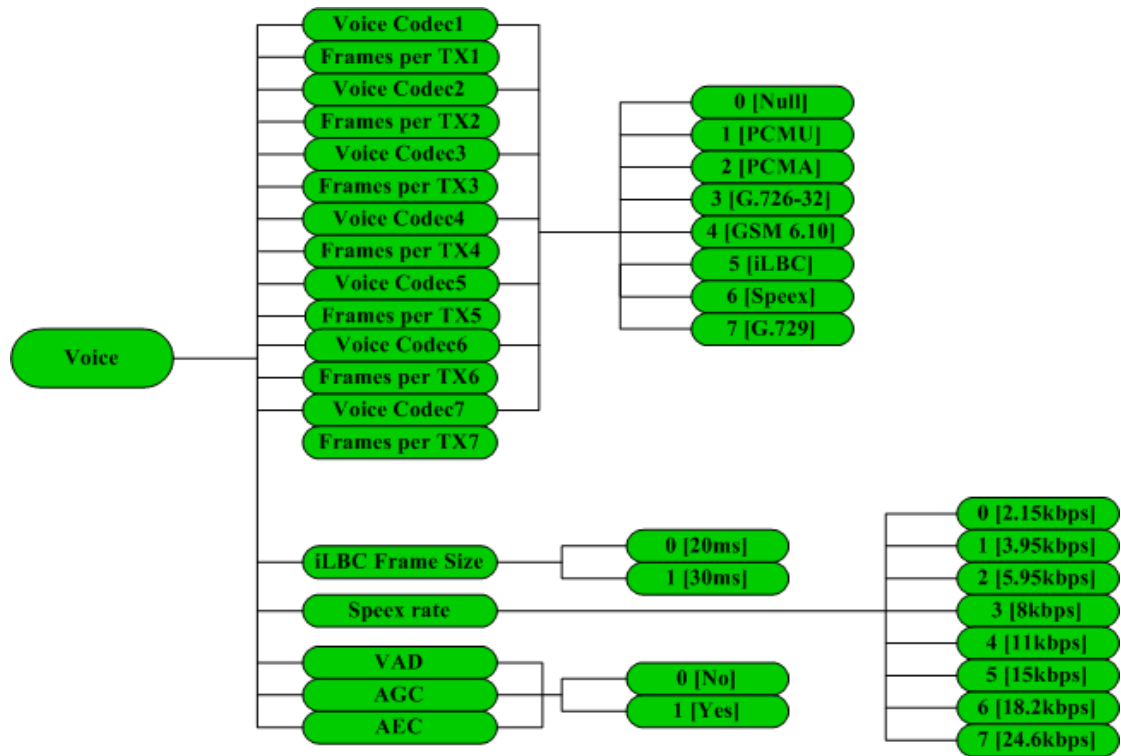 Voice
Voice Codec1
Frames per TX1
Voice Codec2
Frames per TX2
Voice Codec3
Frames per TX3
Voice Codec4
Frames per TX4
Voice Codec5
Frames per TX5
Voice Codec6
Frames per TX6
Voice Codec7
Frames per TX7
0 [Null]
1 [PCMU]
2 [PCMA]
3 [G.726-32]
4 [GSM 6.10]
5 [iLBC]
6 [Speex]
7 [G.729]
iLBC Frame Size
0 [20ms]
1 [30ms]
Speex rate
0 [2.15kbps]
1 [3.95kbps]
2 [5.95kbps]
3 [8kbps]
4 [11kbps]
5 [15kbps]
6 [18.2kbps]
7 [24.6kbps]
VAD
AGC
AEC
0 [No]
1 [Yes]